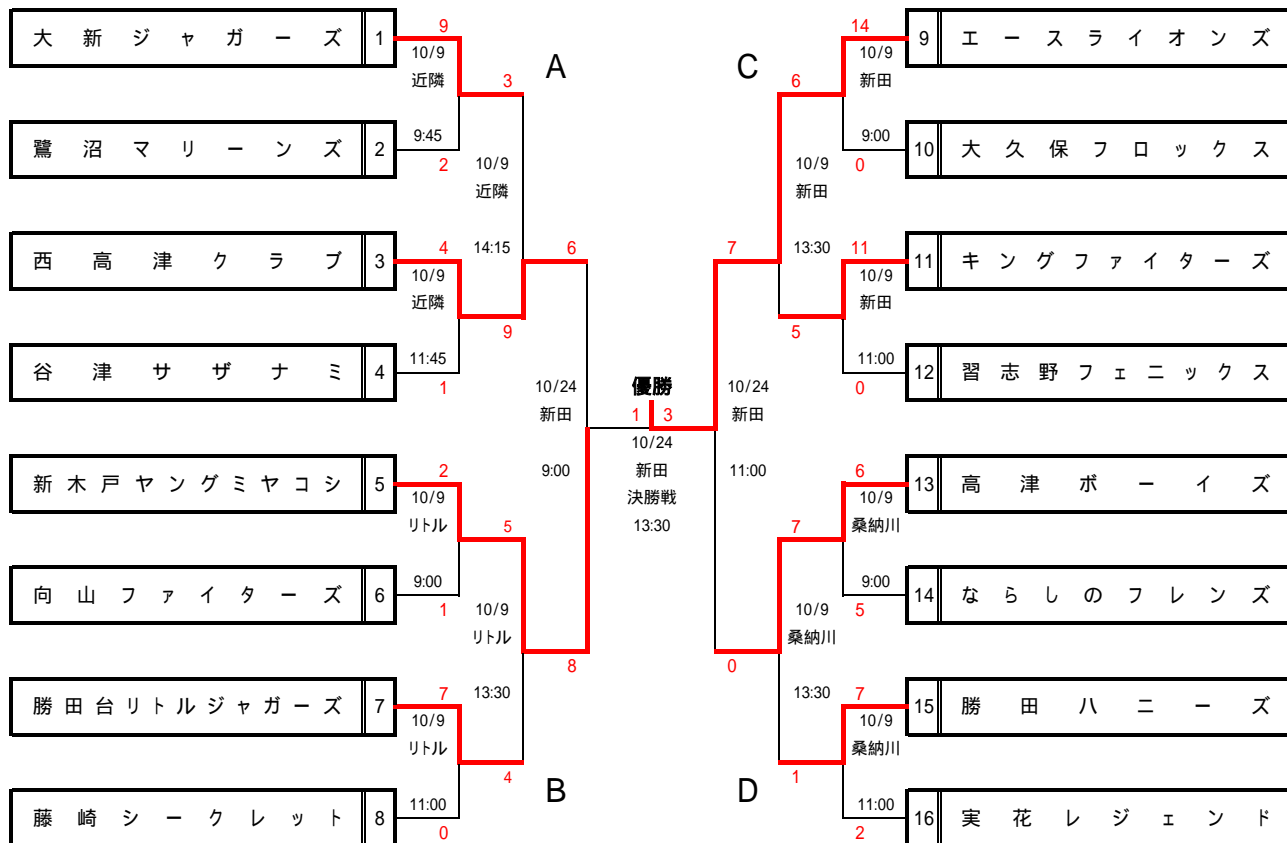 大新ジャガーズ 1 9 14 9 エースライオンズ
10/9 A 3 C 6 10/9
近隣 新田
鷺沼マリーンズ 2 9:45 9:00 10 大久保フロックス
2 10/9 10/9 0
近隣 新田
西高津クラブ 3 4 14:15 6 7 13:30 11 11 キングファイターズ
10/9 10/9
近隣 新田
9 5
谷津サザナミ 4 11:45 11:00 12 習志野フェニックス
1 10/24 優勝 10/24 0
新田 1 3 新田
10/24
新木戸ヤングミヤコシ 5 2 9:00 新田 11:00 6 13 高津ボーイズ
10/9 決勝戦 10/9
リトル 5 13:30 7 桑納川
向山ファイターズ 6 9:00 9:00 14 ならしのフレンズ
1 10/9 10/9 5
リトル 桑納川
8 0
勝田台リトルジャガーズ 7 7 13:30 13:30 7 15 勝田ハニーズ
10/9 10/9
リトル 桑納川
4 B D 1
藤崎シークレット 8 11:00 11:00 16 実花レジェンド
0 2